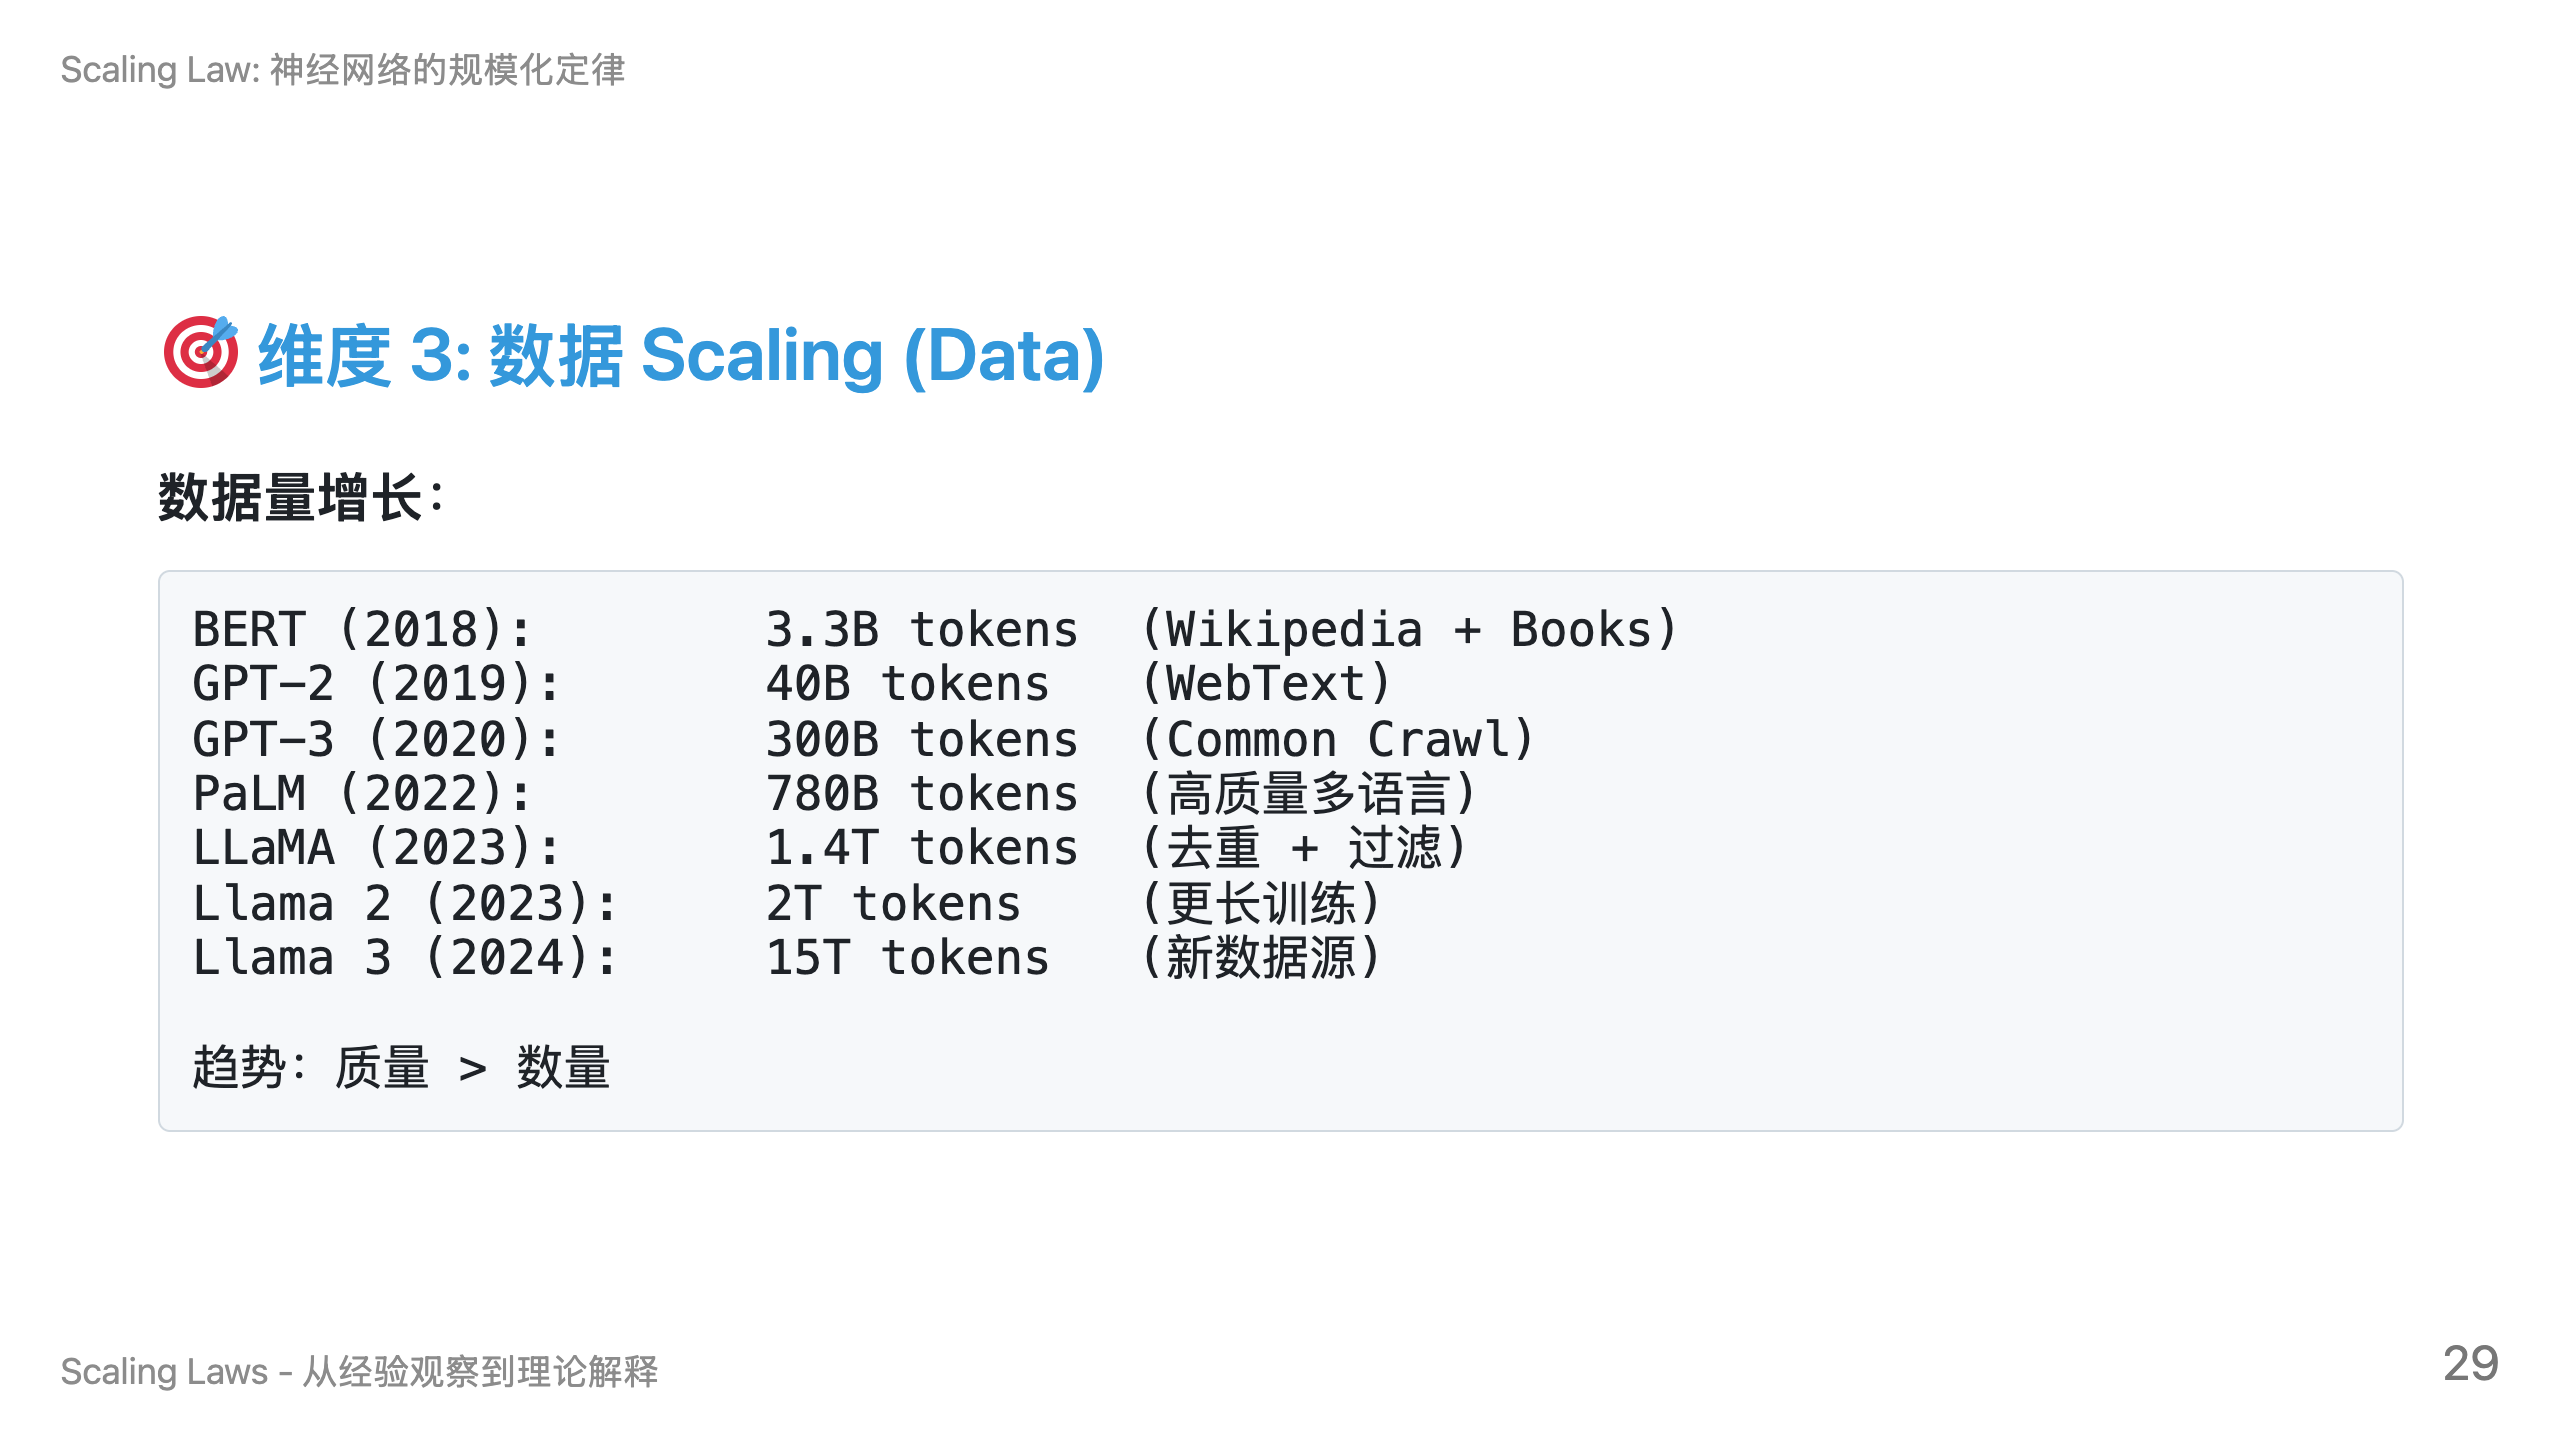 Scaling Law: 神经网络的规模化定律
🎯 维度 3: 数据 Scaling (Data)
数据量增长：
BERT (2018): 3.3B tokens (Wikipedia + Books)
GPT-2 (2019): 40B tokens (WebText)
GPT-3 (2020): 300B tokens (Common Crawl)
PaLM (2022): 780B tokens (高质量多语言)
LLaMA (2023): 1.4T tokens (去重 + 过滤)
Llama 2 (2023): 2T tokens (更长训练)
Llama 3 (2024): 15T tokens (新数据源)
趋势：质量 > 数量
Scaling Laws - 从经验观察到理论解释
29